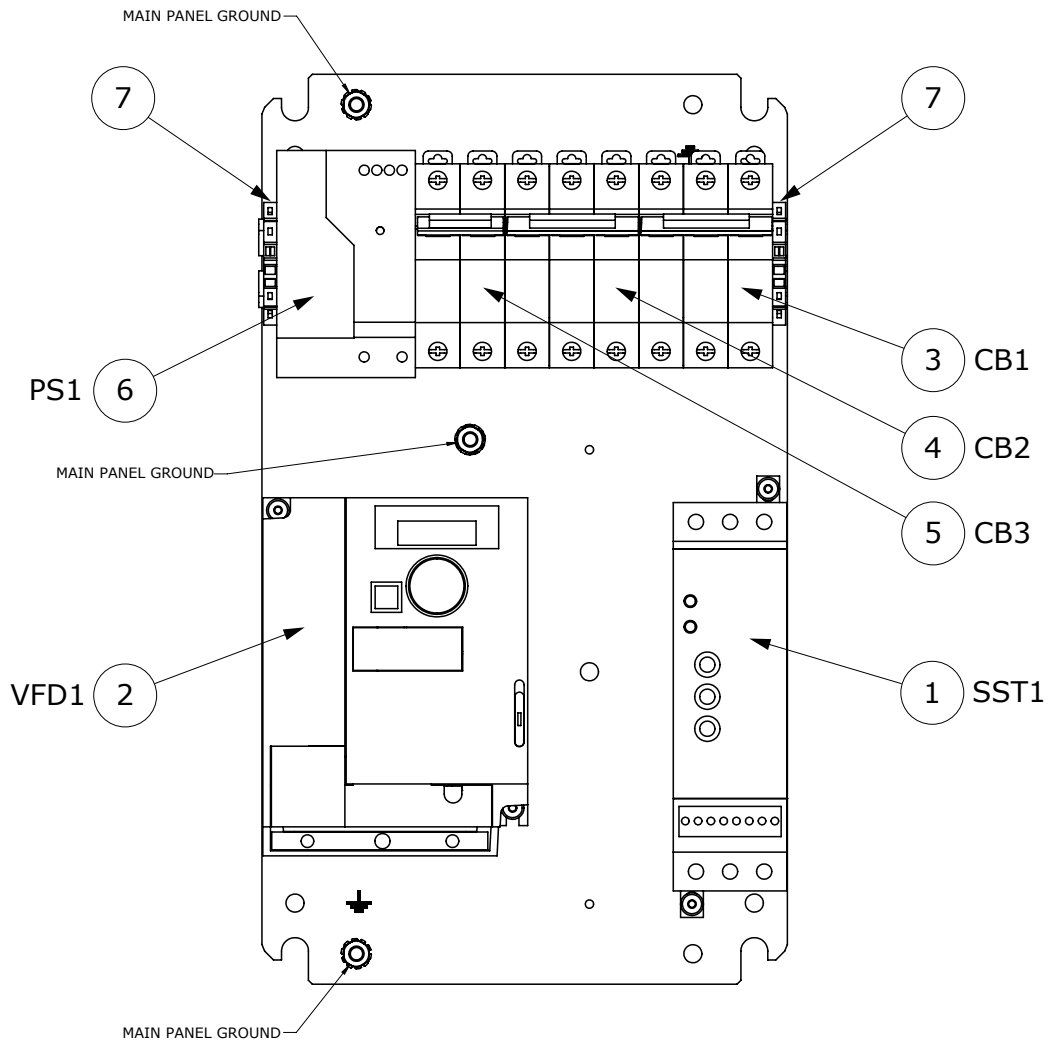 MAIN PANEL GROUND
7
7
3 CB1
PS1 6
4 CB2
MAIN PANEL GROUND
5 CB3
VFD1 2
1 SST1
MAIN PANEL GROUND